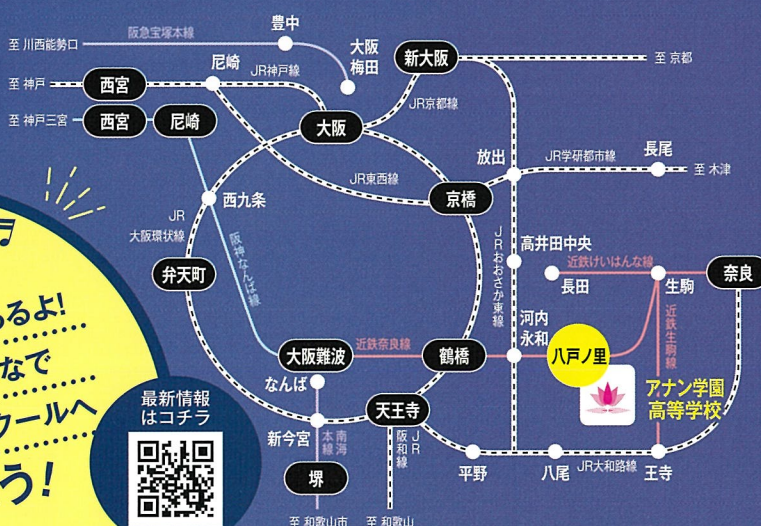 至 川西能勢口
阪急宝塚本線
豊中
大阪
梅田
新大阪
至 京都
至 神戸
西宮
尼崎
JR神戸線
JR京都線
至 神戸三宮
西宮
尼崎
大阪
放出
JR学研都市線
長尾
至 木津
JR東西線
京橋
西九条
JR
大阪環状線
阪神なんば線
弁天町
JRおおさか東線
高井田中央
近鉄けいはんな線
長田
生駒
奈良
河内
永和
近鉄生駒線
大阪難波
近鉄奈良線
鶴橋
八戸ノ里
なんば
アナン学園
高等学校
天王寺
新今宮
南海
本線
JR
阪和線
平野
八尾
JR大和路線
王寺
堺
至 和歌山市
至 和歌山
るよ!
なで
クールへ
う!
最新情報
はコチラ